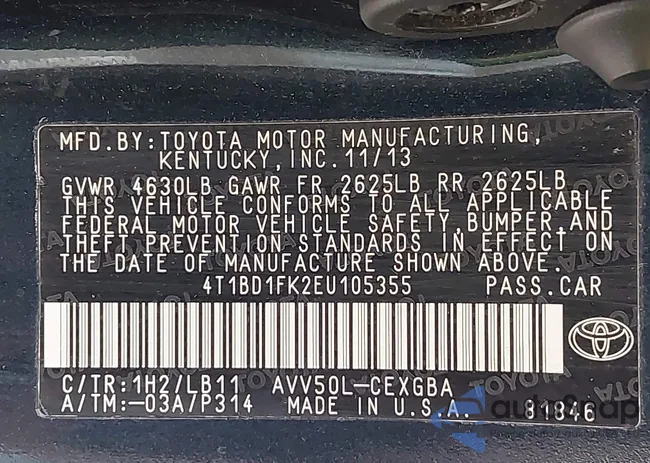 MFD.BY:TOYOTA MOTOR MANUFACTURING,
KENTUCKY,INC.11/13
GVWR 4630LB GAWR FR 2625LB RR 2625LB
THIS VEHICLE CONFORMS TO ALL APPLICABLE
FEDERAL MOTOR VEHICLE SAFETY,BUMPER,AND
THEFT PREVENTION STANDARDS IN EFFECT ON
THE DATE OF MANUFACTURE SHOWN ABOVE.
4T1BD1FK2EU105355 PASS.CAR
C/TR:1H2/LB11 AVV50L-CEXGBA
A/TM:-03A/P314 MADE IN U.S.A. 81846
autosnap